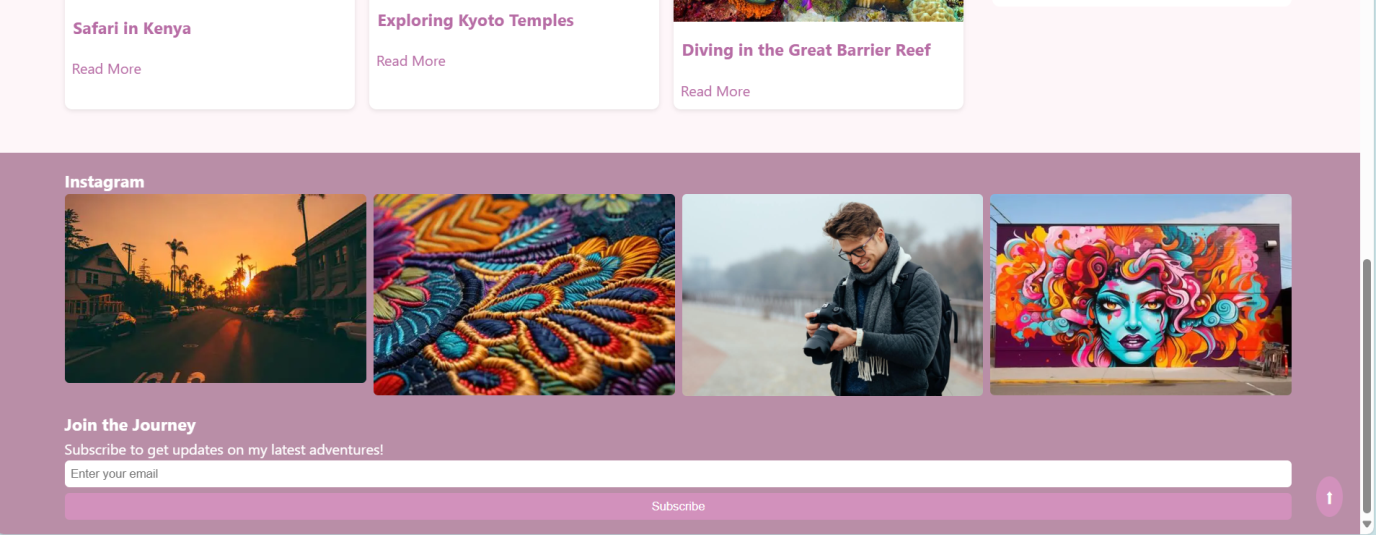 Safari in Kenya
Read More
Exploring Kyoto Temples
Read More
Diving in the Great Barrier Reef
Read More
Instagram
Join the Journey
Subscribe to get updates on my latest adventures!
Enter your email
Subscribe
⬆